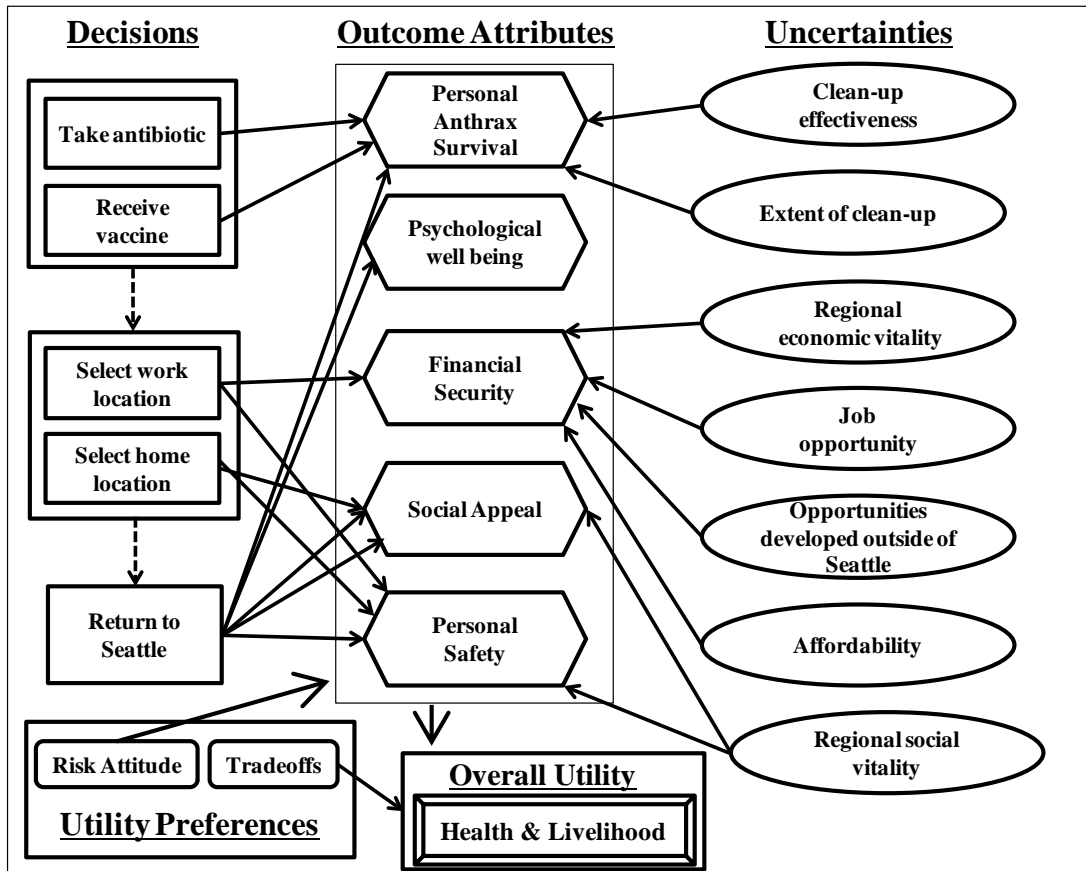 Decisions
Outcome Attributes
Uncertainties
Take antibiotic
Receive
vaccine
Select work
location
Select home
location
Return to
Seattle
Personal
Anthrax
Survival
Psychological
well being
Financial
Security
Social Appeal
Personal
Safety
Clean-up
effectiveness
Extent of clean-up
Regional
economic vitality
Job
opportunity
Opportunities
developed outside of
Seattle
Affordability
Regional social
vitality
Risk Attitude
Tradeoffs
Utility Preferences
Overall Utility
Health & Livelihood